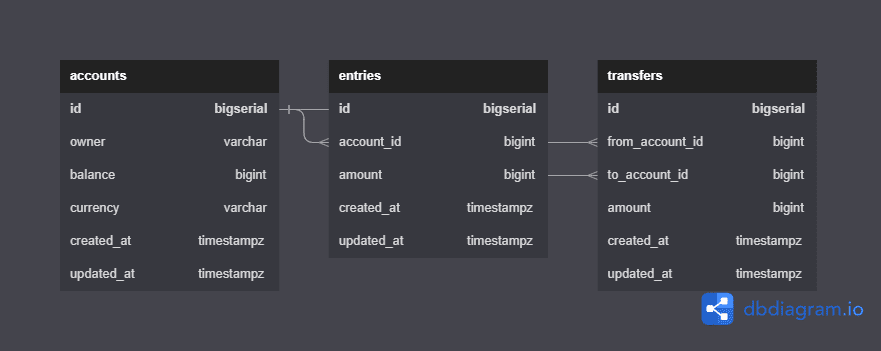 accounts
id bigserial
owner varchar
balance bigint
currency varchar
created_at timestampz
updated_at timestampz
entries
id bigserial
account_id bigint
amount bigint
created_at timestampz
updated_at timestampz
transfers
id bigserial
from_account_id bigint
to_account_id bigint
amount bigint
created_at timestampz
updated_at timestampz
dbdiagram.io